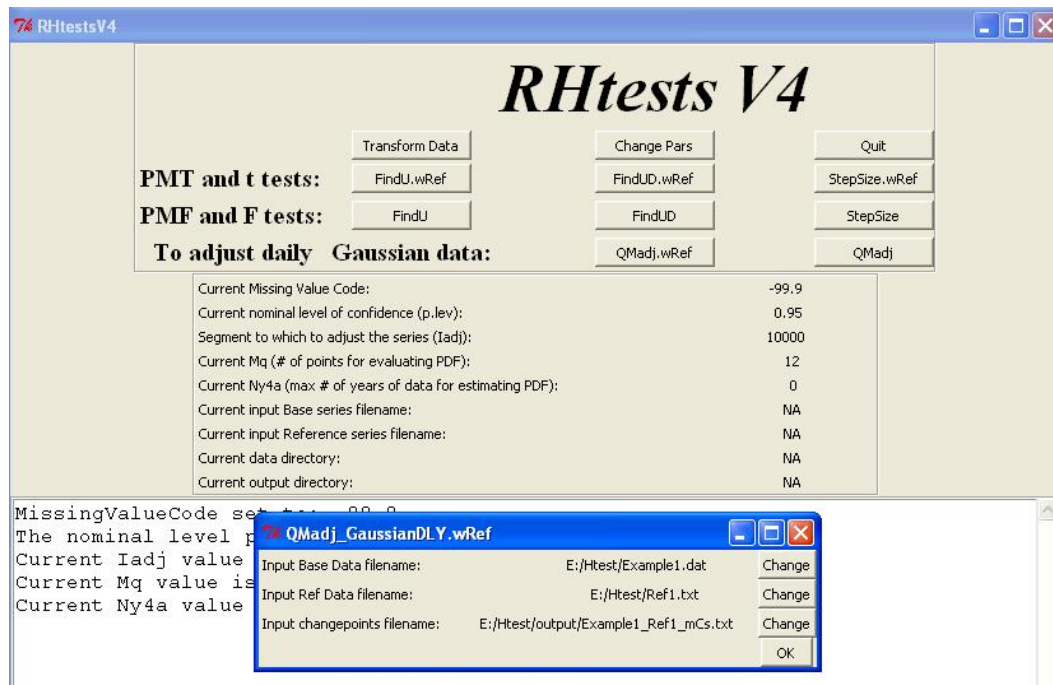 RHtestsV4
RHtests V4
Transform Data Change Pars Quit
PMT and t tests: FindU.wRef FindUD.wRef StepSize.wRef
PMF and F tests: FindU FindUD StepSize
To adjust daily Gaussian data: QMadj.wRef QMadj
Current Missing Value Code: -99.9
Current nominal level of confidence (p.lev): 0.95
Segment to which to adjust the series (Iadj): 10000
Current Mq (# of points for evaluating PDF): 12
Current Ny4a (max # of years of data for estimating PDF): 0
Current input Base series filename: NA
Current input Reference series filename: NA
Current data directory: NA
Current output directory: NA
MissingValueCode set
The nominal level
Current Iadj value
Current Mq value is
Current Ny4a value
QMadj_GaussianDLY.wRef
Input Base Data filename: E:/Htest/Example1.dat Change
Input Ref Data filename: E:/Htest/Ref1.txt Change
Input changepoints filename: E:/Htest/output/Example1_Ref1_mCs.txt Change
OK